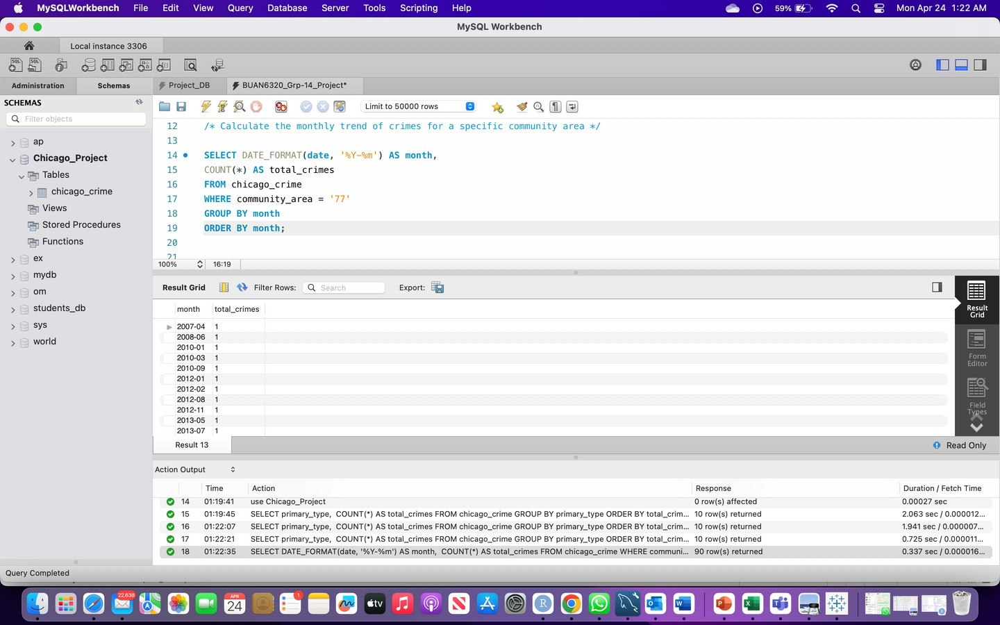 MySQLWorkbench File Edit View Query Database Server Tools Scripting Help 59% Mon Apr 24 1:22 AM
MySQL Workbench
Local instance 3306
Administration Schemas Project_DB BUAN6320_Grp-14_Project*
SCHEMAS
Filter objects
ap
Chicago_Project
Tables
chicago_crime
Views
Stored Procedures
Functions
ex
mydb
om
students_db
sys
world
Limit to 50000 rows
12 /* Calculate the monthly trend of crimes for a specific community area */
13
14 SELECT DATE_FORMAT(date, '%Y-%m') AS month,
15 COUNT(*) AS total_crimes
16 FROM chicago_crime
17 WHERE community_area = '77'
18 GROUP BY month
19 ORDER BY month;
20
21
100% 16:19
Result Grid Filter Rows: Search Export:
month total_crimes
2007-04 1
2008-06 1
2010-01 1
2010-03 1
2010-09 1
2012-01 1
2012-02 1
2012-08 1
2012-11 1
2013-05 1
2013-07 1
Result
Grid
Form
Editor
Field
Types
Result 13 Read Only
Action Output
Time Action Response Duration / Fetch Time
14 01:19:41 use Chicago_Project 0 row(s) affected 0.00027 sec
15 01:19:45 SELECT primary_type, COUNT(*) AS total_crimes FROM chicago_crime GROUP BY primary_type ORDER BY total_crim... 10 row(s) returned 2.063 sec / 0.000012...
16 01:22:07 SELECT primary_type, COUNT(*) AS total_crimes FROM chicago_crime GROUP BY primary_type ORDER BY total_crim... 10 row(s) returned 1.941 sec / 0.000007...
17 01:22:21 SELECT primary_type, COUNT(*) AS total_crimes FROM chicago_crime GROUP BY primary_type ORDER BY total_crim... 10 row(s) returned 0.725 sec / 0.000011...
18 01:22:35 SELECT DATE_FORMAT(date, '%Y-%m') AS month, COUNT(*) AS total_crimes FROM chicago_crime WHERE communi... 90 row(s) returned 0.337 sec / 0.000016...
Query Completed
22,638 APR 24 1 tv